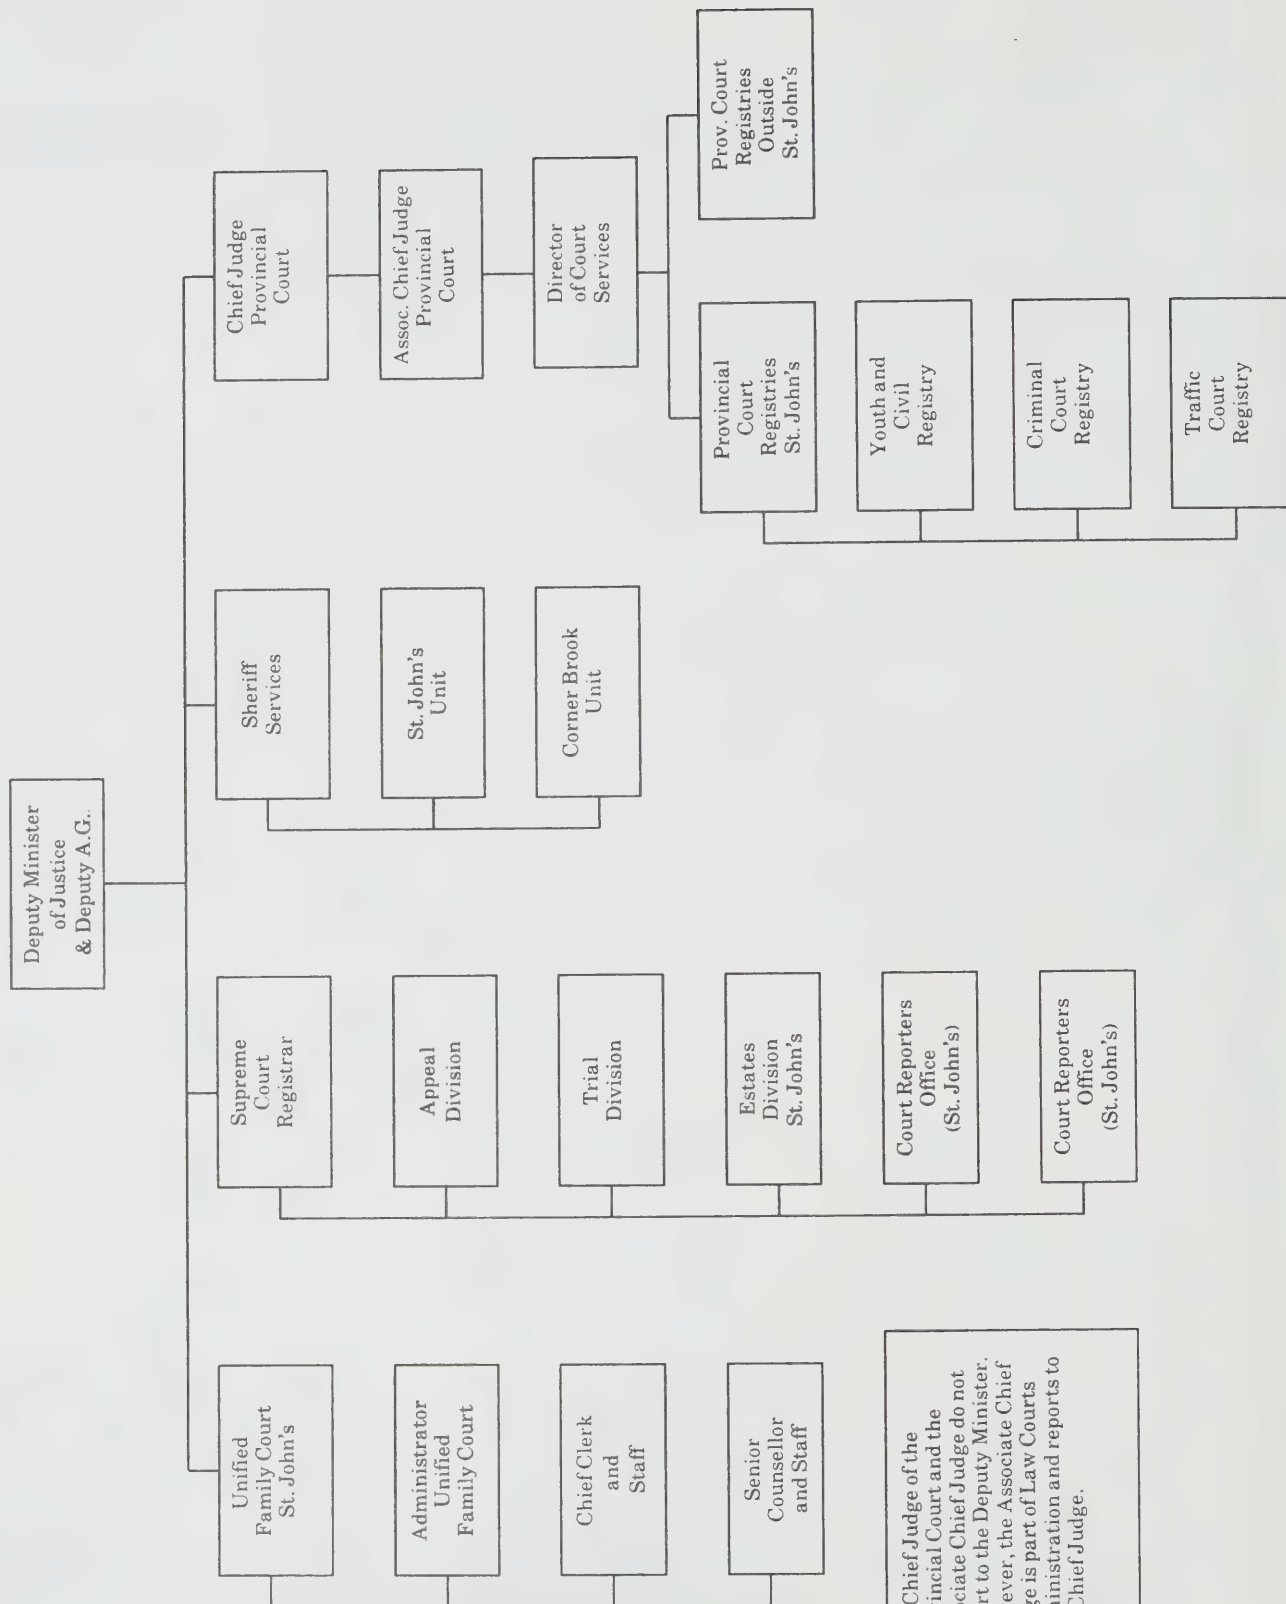 Deputy Minister
of Justice
& Deputy A.G.
Unified
Family Court
St. John's
Administrator
Unified
Family Court
Chief Clerk
and
Staff
Senior
Counsellor
and Staff
Supreme
Court
Registrar
Appeal
Division
Trial
Division
Estates
Division
St. John's
Court Reporters
Office
(St. John's)
Court Reporters
Office
(St. John's)
Sheriff
Services
St. John's
Unit
Corner Brook
Unit
Chief Judge
Provincial
Court
Assoc. Chief Judge
Provincial
Court
Director
of Court
Services
Provincial
Court
Registries
St. John's
Youth and
Civil
Registry
Criminal
Court
Registry
Traffic
Court
Registry
Prov. Court
Registries
Outside
St. John's
Chief Judge of the
incial Court and the
ciate Chief Judge do not
rt to the Deputy Minister.
ever, the Associate Chief
ge is part of Law Courts
inistration and reports to
Chief Judge.